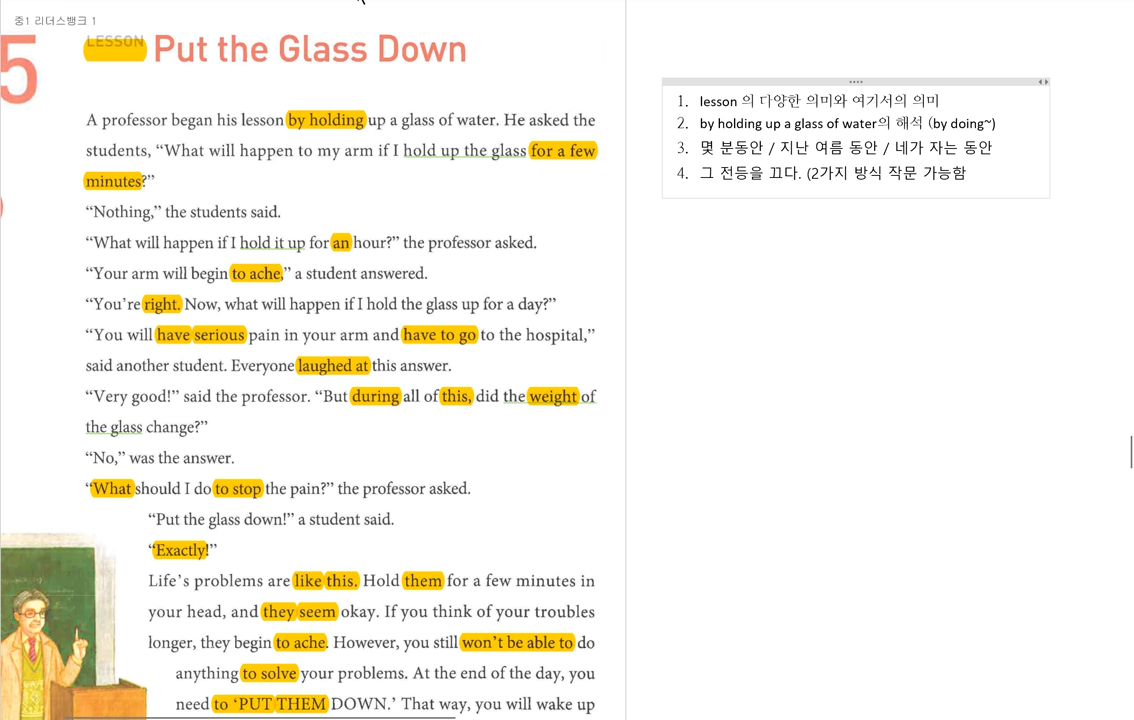 중1 리더스뱅크 1
5
LESSON Put the Glass Down
A professor began his lesson by holding up a glass of water. He asked the
students, “What will happen to my arm if I hold up the glass for a few
minutes?”
“Nothing,” the students said.
“What will happen if I hold it up for an hour?” the professor asked.
“Your arm will begin to ache,” a student answered.
“You’re right. Now, what will happen if I hold the glass up for a day?”
“You will have serious pain in your arm and have to go to the hospital,”
said another student. Everyone laughed at this answer.
“Very good!” said the professor. “But during all of this, did the weight of
the glass change?”
“No,” was the answer.
“What should I do to stop the pain?” the professor asked.
“Put the glass down!” a student said.
“Exactly!”
Life’s problems are like this. Hold them for a few minutes in
your head, and they seem okay. If you think of your troubles
longer, they begin to ache. However, you still won’t be able to do
anything to solve your problems. At the end of the day, you
need to ‘PUT THEM DOWN.’ That way, you will wake up
1. lesson 의 다양한 의미와 여기서의 의미
2. by holding up a glass of water의 해석 (by doing~)
3. 몇 분동안 / 지난 여름 동안 / 네가 자는 동안
4. 그 전등을 끄다. (2가지 방식 작문 가능함